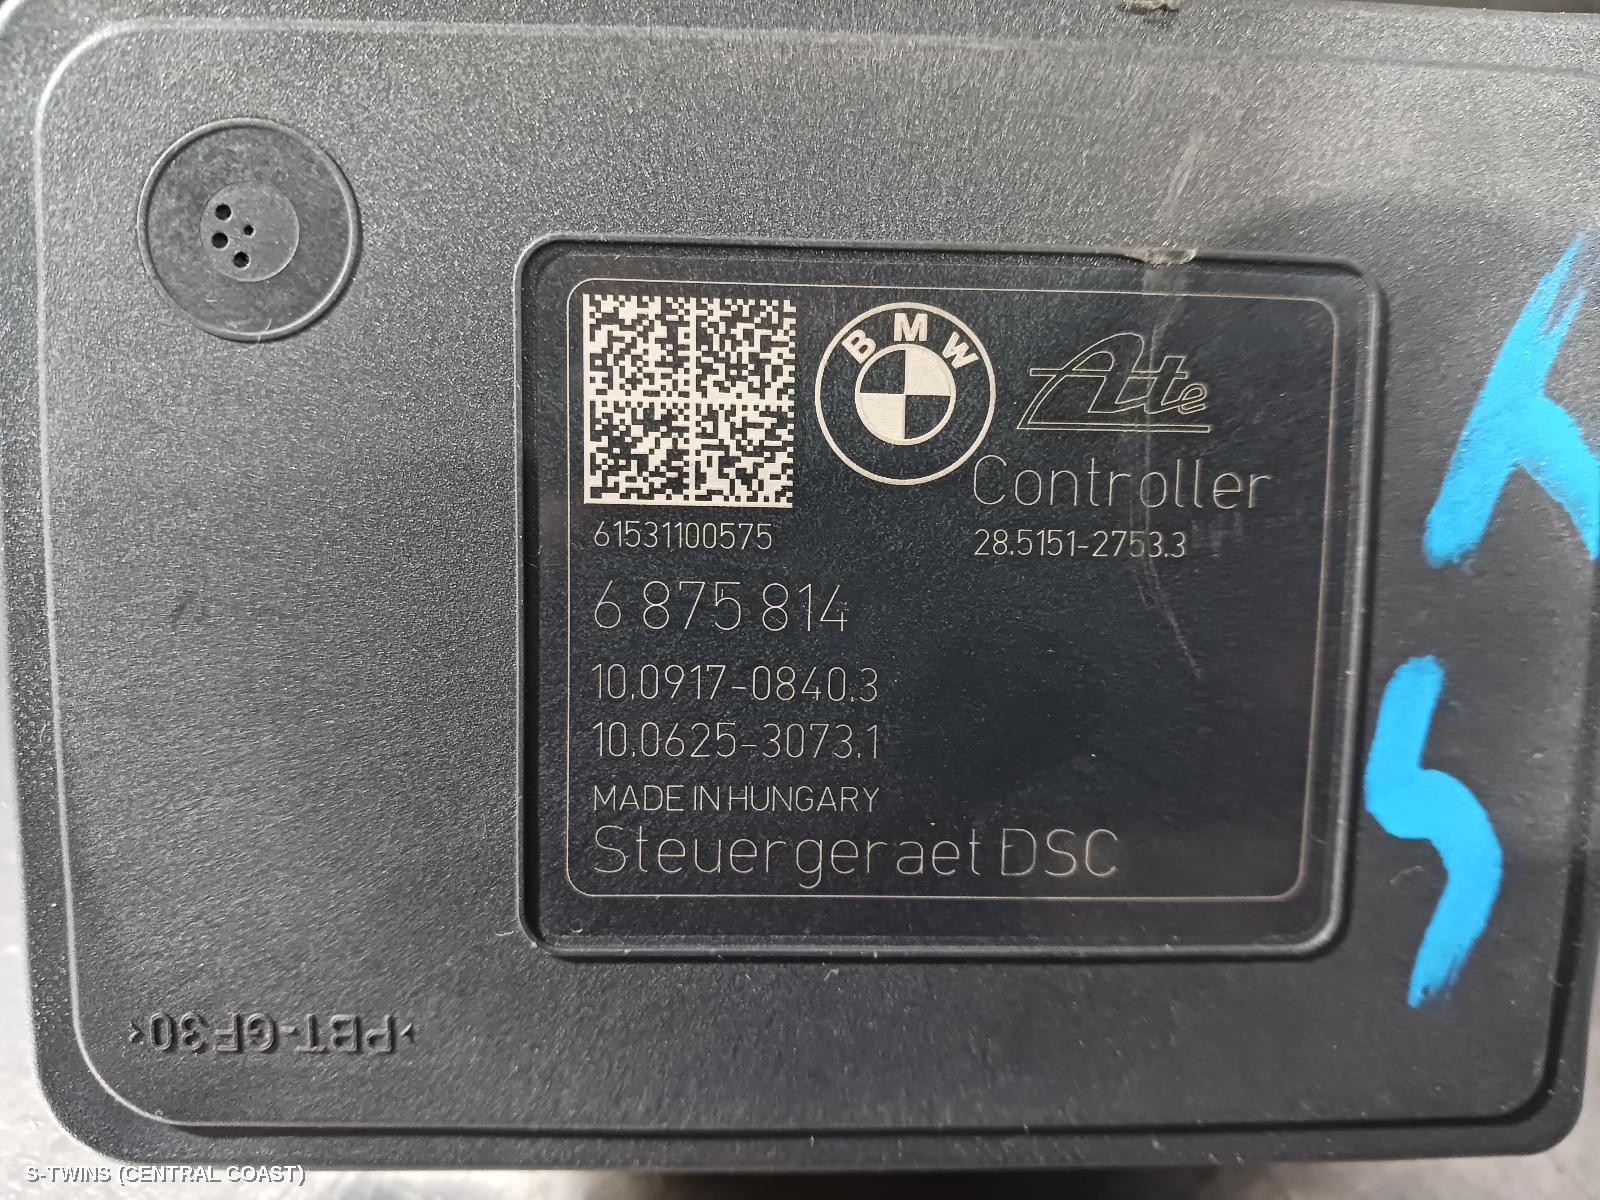 BMW
Ate
Controller
61531100575
28.5151-2753.3
6 875 814
10.0917-0840.3
10.0625-3073.1
MADE IN HUNGARY
Steuergeraet DSC
>PBT-GF30<
S-TWINS (CENTRAL COAST)